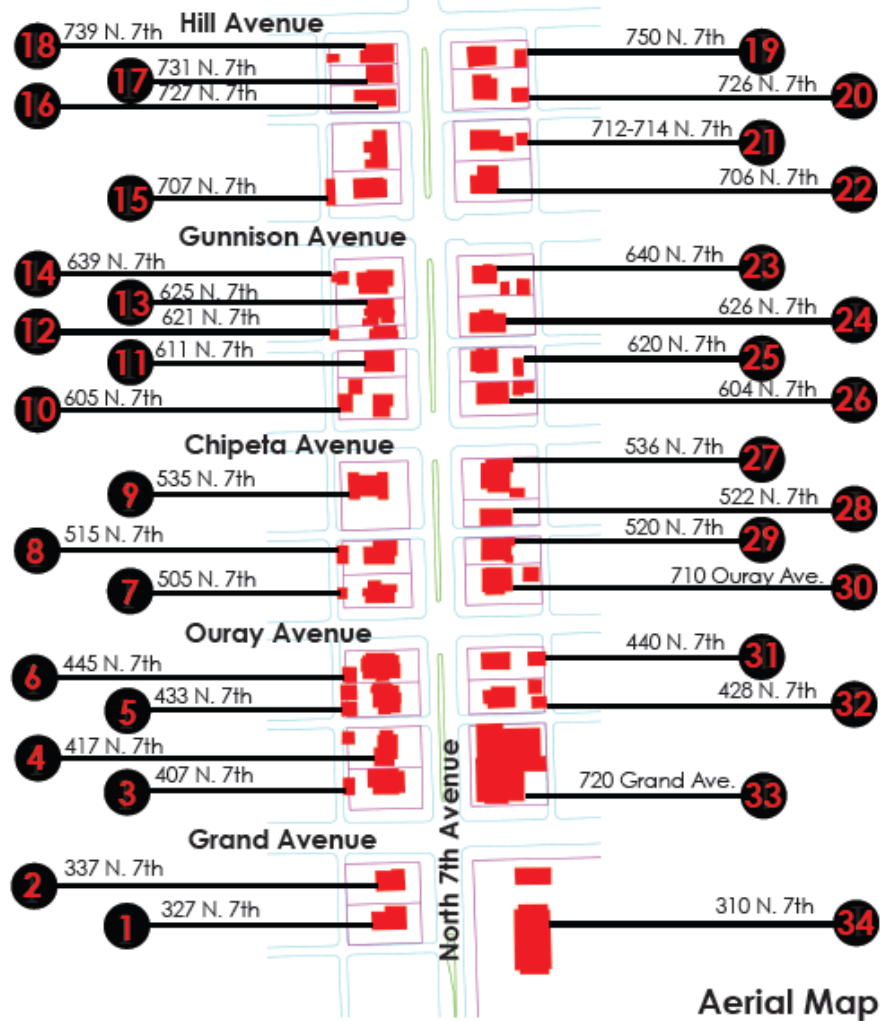 Hill Avenue
18 739 N. 7th
750 N. 7th 19
17 731 N. 7th
726 N. 7th 20
16 727 N. 7th
712-714 N. 7th 21
15 707 N. 7th
706 N. 7th 22
Gunnison Avenue
14 639 N. 7th
640 N. 7th 23
13 625 N. 7th
626 N. 7th 24
12 621 N. 7th
11 611 N. 7th
620 N. 7th 25
10 605 N. 7th
604 N. 7th 26
Chipeta Avenue
536 N. 7th 27
9 535 N. 7th
522 N. 7th 28
8 515 N. 7th
520 N. 7th 29
7 505 N. 7th
710 Ouray Ave. 30
Ouray Avenue
6 445 N. 7th
440 N. 7th 31
5 433 N. 7th
428 N. 7th 32
4 417 N. 7th
3 407 N. 7th
720 Grand Ave. 33
North 7th Avenue
Grand Avenue
2 337 N. 7th
1 327 N. 7th
310 N. 7th 34
Aerial Map